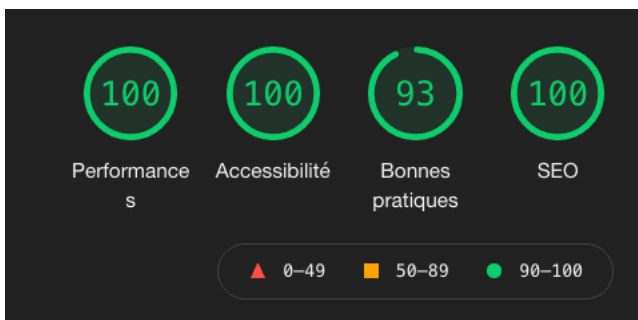 100
100
93
100
Performance
s
Accessibilité
Bonnes
pratiques
SEO
0–49
50–89
90–100